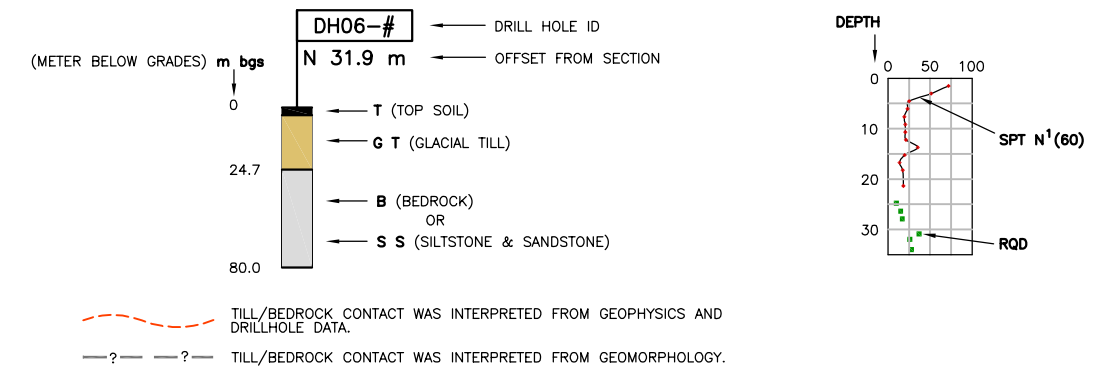 DH06-#
DRILL HOLE ID
N 31.9 m
OFFSET FROM SECTION
(METER BELOW GRADES) m bgs
0
T (TOP SOIL)
G T (GLACIAL TILL)
24.7
B (BEDROCK)
OR
S S (SILTSTONE & SANDSTONE)
80.0
DEPTH
0 50 100
0
10
20
30
SPT N¹(60)
RQD
TILL/BEDROCK CONTACT WAS INTERPRETED FROM GEOPHYSICS AND
DRILLHOLE DATA.
? ? TILL/BEDROCK CONTACT WAS INTERPRETED FROM GEOMORPHOLOGY.